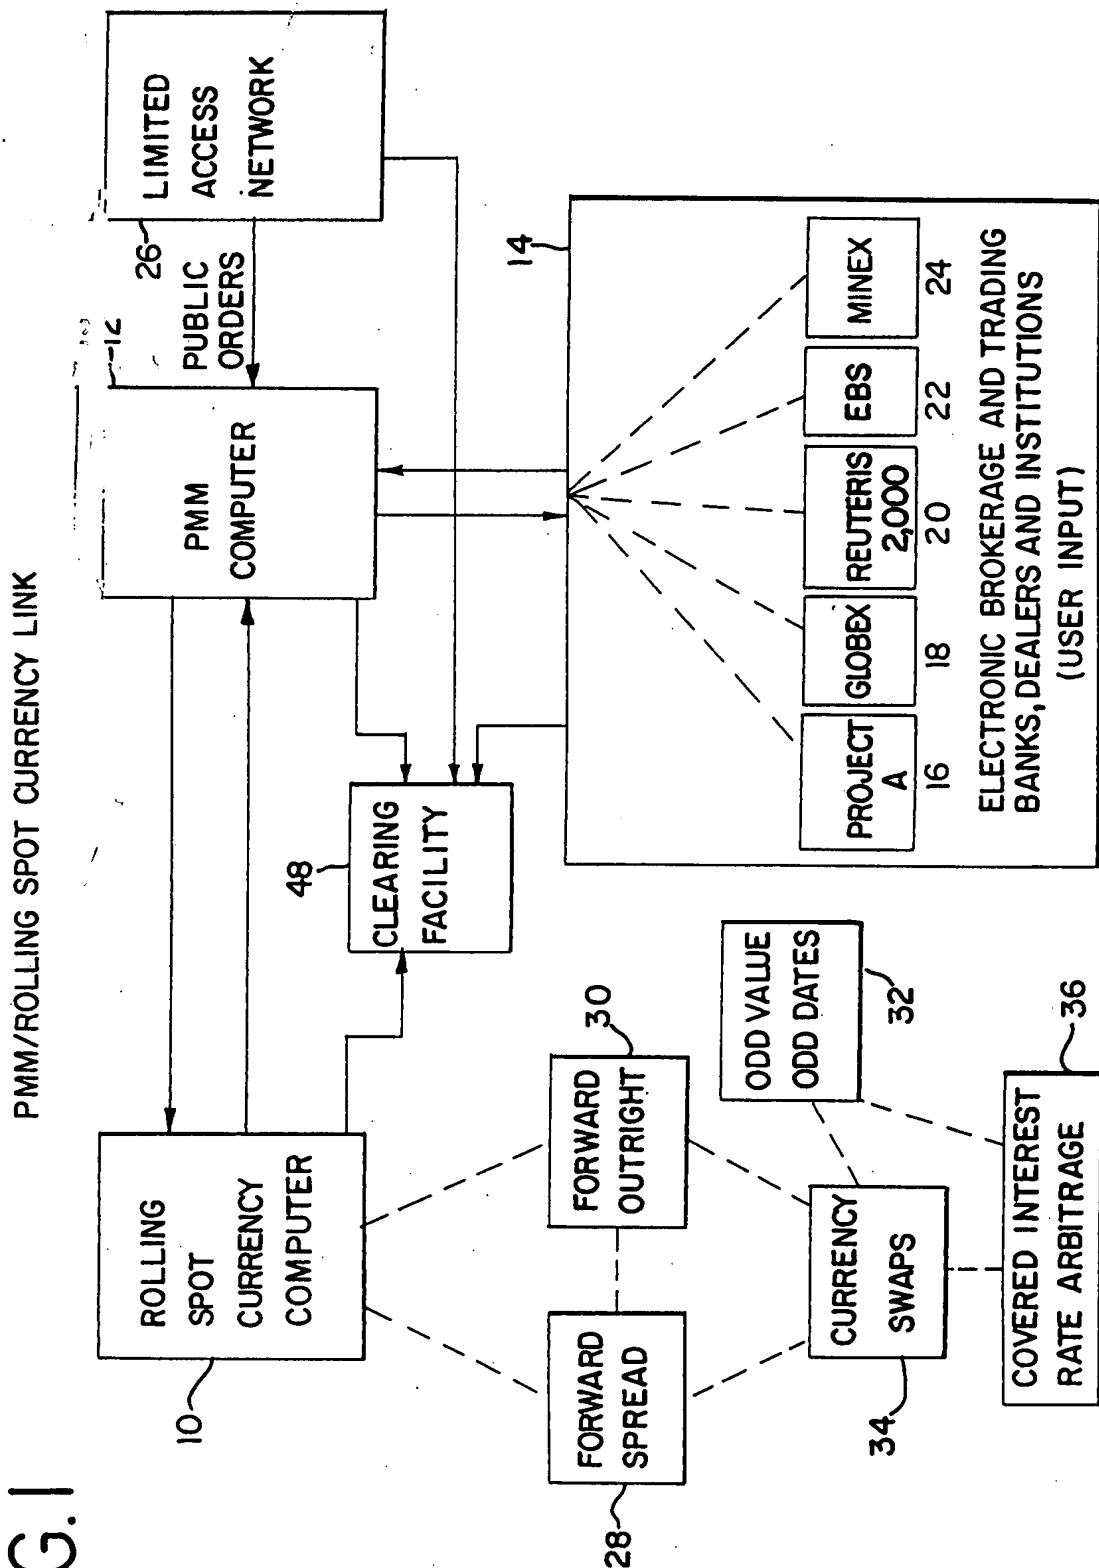 G.1
PMM/ROLLING SPOT CURRENCY LINK
10
ROLLING
SPOT
CURRENCY
COMPUTER
12
PMM
COMPUTER
PUBLIC
ORDERS
26
LIMITED
ACCESS
NETWORK
48
CLEARING
FACILITY
14
PROJECT
A
GLOBEX
REUTERIS
2,000
EBS
MINEX
16
18
20
22
24
ELECTRONIC BROKERAGE AND TRADING
BANKS, DEALERS AND INSTITUTIONS
(USER INPUT)
28
FORWARD
SPREAD
30
FORWARD
OUTRIGHT
32
ODD VALUE
ODD DATES
34
CURRENCY
SWAPS
36
COVERED INTEREST
RATE ARBITRAGE